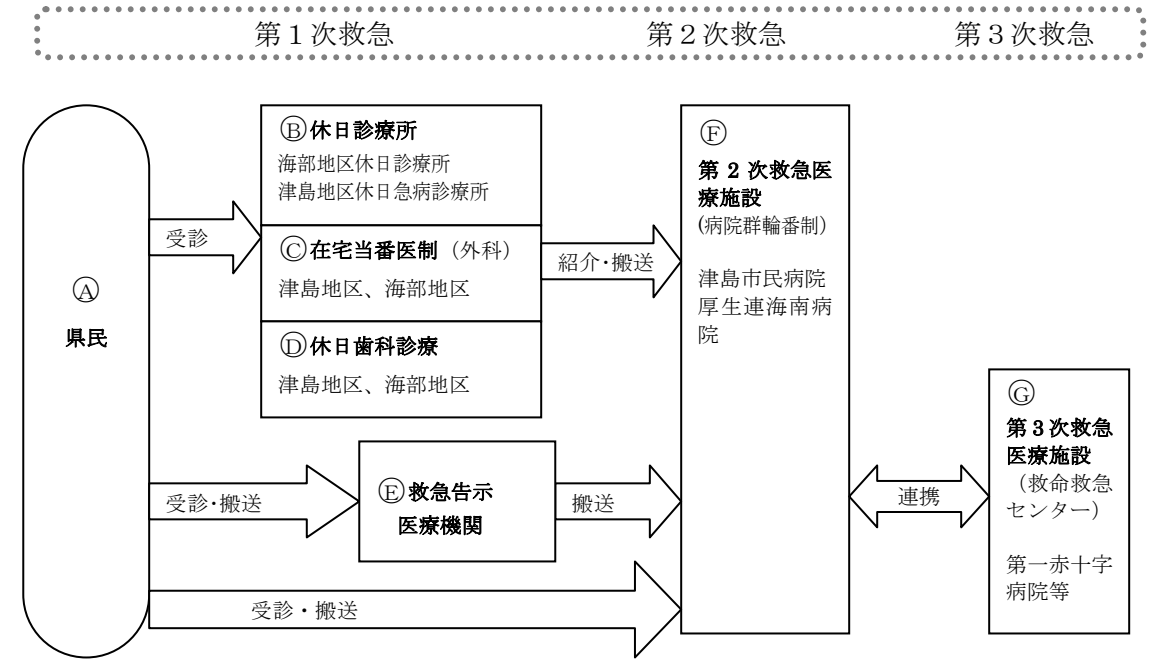 第１次救急
第２次救急
第３次救急
Ⓐ
県民
受診
Ⓑ休日診療所
海部地区休日診療所
津島地区休日急病診療所
Ⓒ在宅当番医制（外科）
津島地区、海部地区
Ⓓ休日歯科診療
津島地区、海部地区
紹介･搬送
受診･搬送
Ⓔ救急告示
医療機関
搬送
受診・搬送
Ⓕ
第２次救急医
療施設
(病院群輪番制)
津島市民病院
厚生連海南病
院
連携
Ⓖ
第３次救急
医療施設
（救命救急
センター）
第一赤十字
病院等